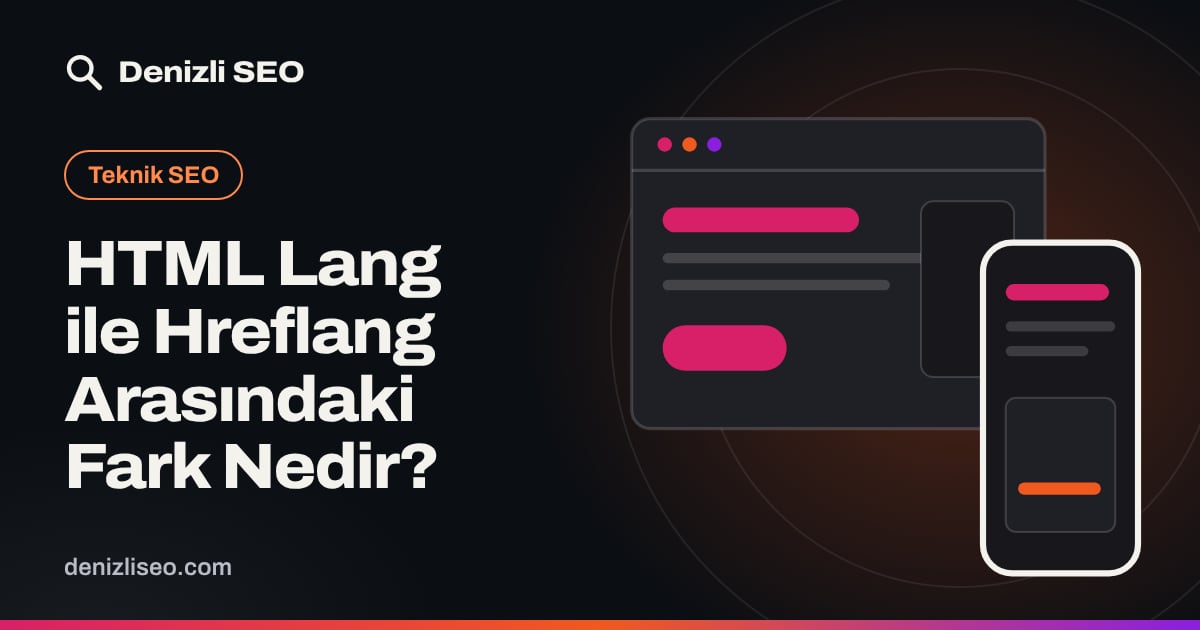 Denizli SEO
Teknik SEO
HTML Lang
ile Hreflang
Arasındaki
Fark Nedir?
denizliseo.com